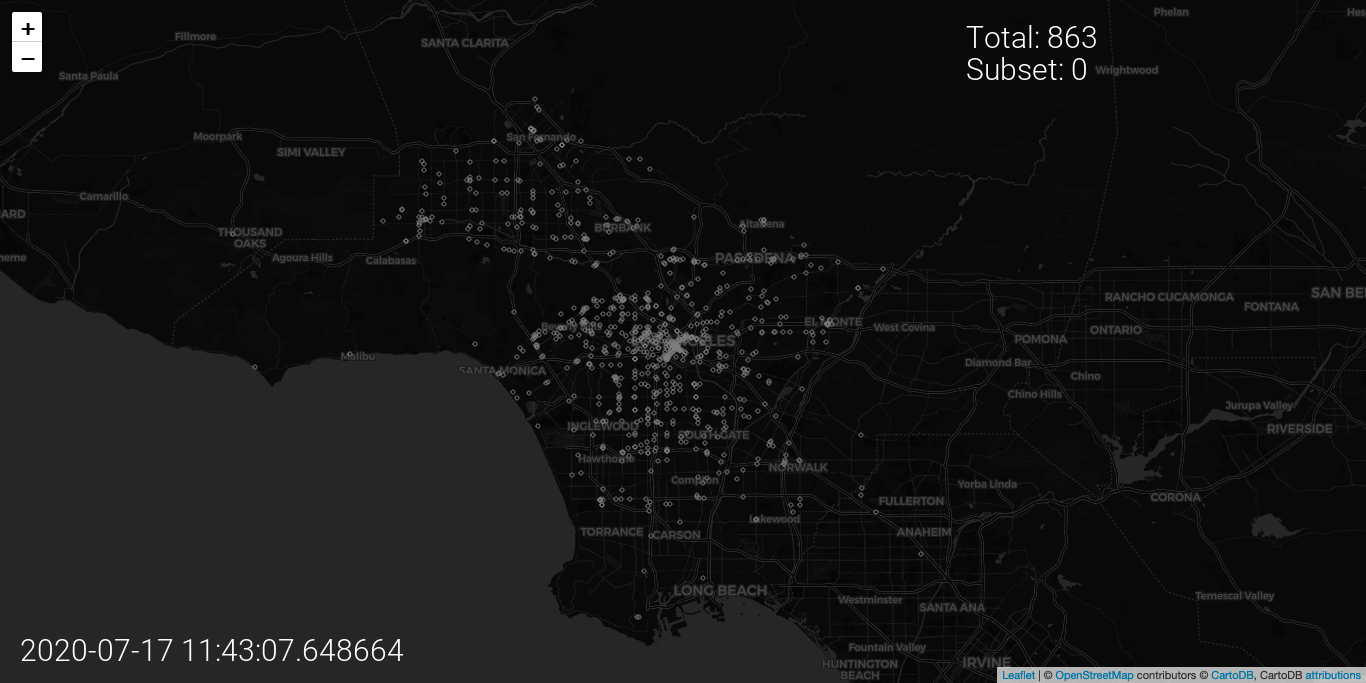 +
−
Total: 863
Subset: 0
Phelan
Hes
Fillmore
SANTA CLARITA
Santa Paula
Wrightwood
Moorpark
San Fernando
SIMI VALLEY
Camarillo
ARD
THOUSAND
OAKS
BURBANK
Altadena
neme
Agoura Hills
Calabasas
PASADENA
RANCHO CUCAMONGA
SAN BE
FONTANA
Beverly Hills
EL MONTE
West Covina
ONTARIO
POMONA
Malibu
SANTA MONICA
Diamond Bar
Chino
Chino Hills
Jurupa Valley
RIVERSIDE
INGLEWOOD
SOUTH GATE
Hawthorne
NORWALK
Compton
Yorba Linda
CORONA
FULLERTON
Lakewood
TORRANCE
CARSON
ANAHEIM
LONG BEACH
Westminster
SANTA ANA
Temescal Valley
Fountain Valley
HUNTINGTON
BEACH
IRVINE
2020-07-17 11:43:07.648664
Leaflet | © OpenStreetMap contributors © CartoDB, CartoDB attributions